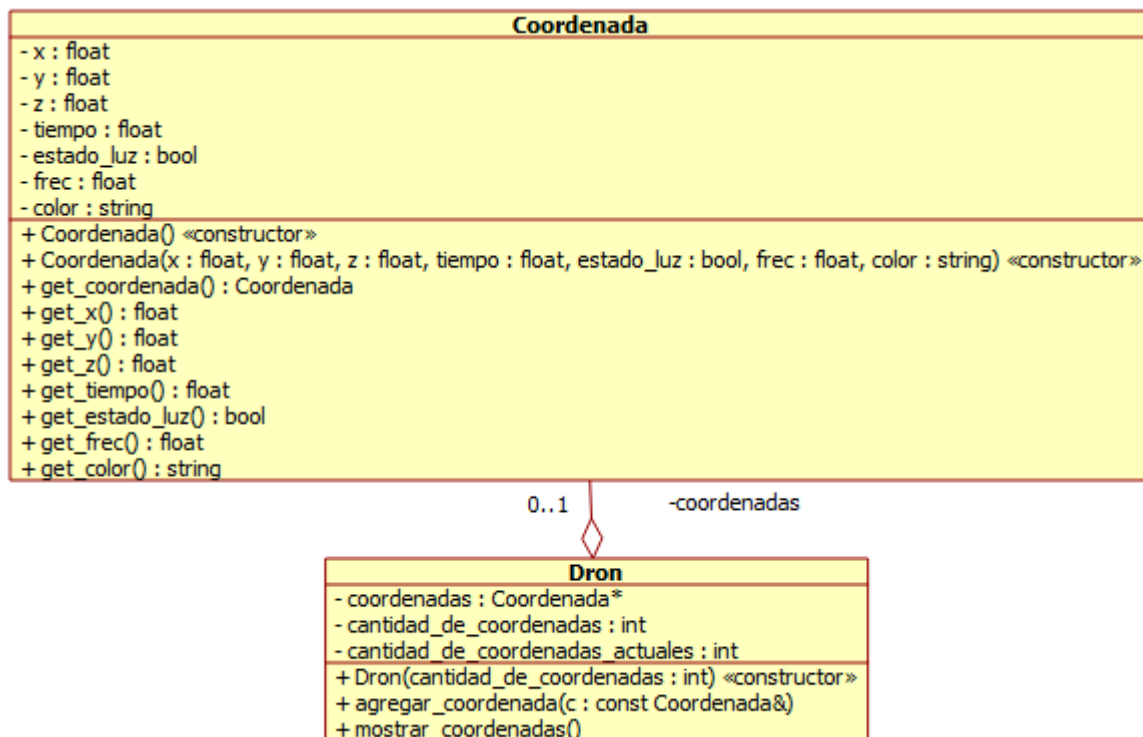 Coordenada
- x : float
- y : float
- z : float
- tiempo : float
- estado_luz : bool
- frec : float
- color : string
+ Coordenada() «constructor»
+ Coordenada(x : float, y : float, z : float, tiempo : float, estado_luz : bool, frec : float, color : string) «constructor»
+ get_coordenada() : Coordenada
+ get_x() : float
+ get_y() : float
+ get_z() : float
+ get_tiempo() : float
+ get_estado_luz() : bool
+ get_frec() : float
+ get_color() : string
0..1 -coordenadas
Dron
- coordenadas : Coordenada*
- cantidad_de_coordenadas : int
- cantidad_de_coordenadas_actuales : int
+ Dron(cantidad_de_coordenadas : int) «constructor»
+ agregar_coordenada(c : const Coordenada&)
+ mostrar_coordenadas()